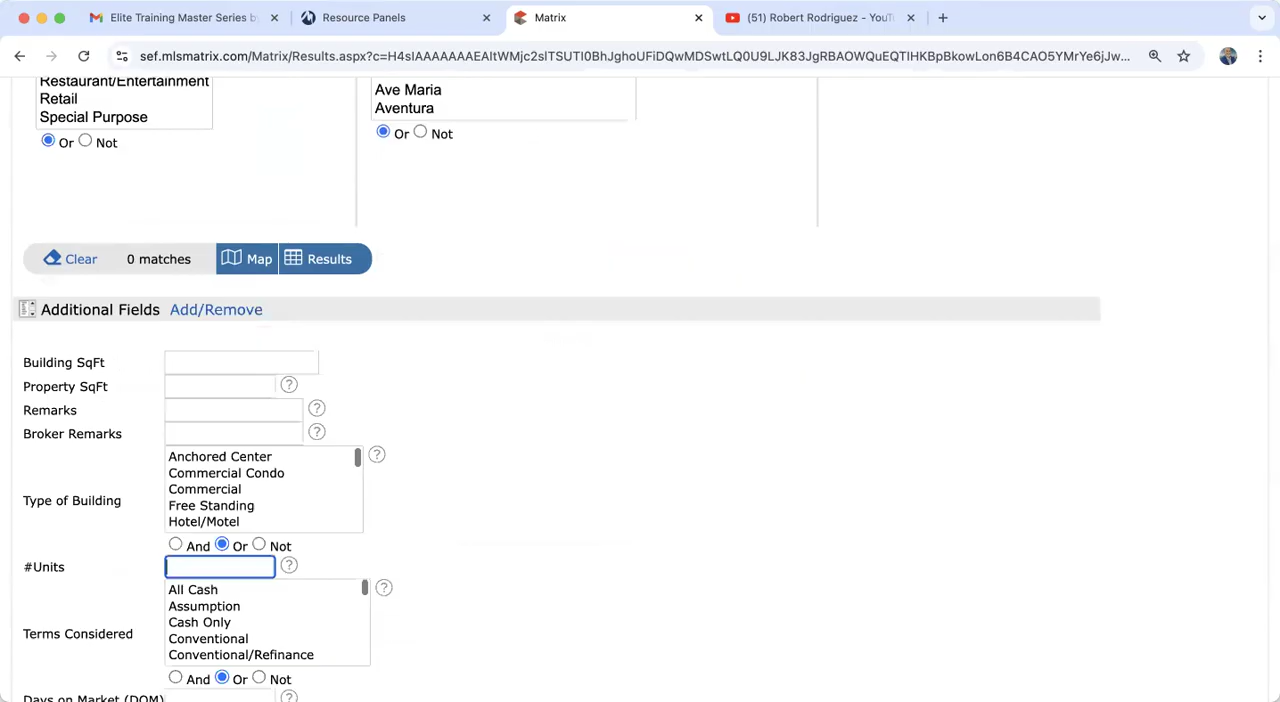 Elite Training Master Series by
Resource Panels
Matrix
(51) Robert Rodriguez - YouTu
sef.mlsmatrix.com/Matrix/Results.aspx?c=H4sIAAAAAAAEAItWMjc2slTSUTI0BhJghoUFiDQwMDSwtLQ0U9LJK83JgRBAOWQuEQTIHKBpBkowLon6B4CAO5YMrYe6jJw...
Restaurant/Entertainment
Retail
Special Purpose
Or Not
Ave Maria
Aventura
Or Not
Clear 0 matches Map Results
Additional Fields Add/Remove
Building SqFt
Property SqFt ?
Remarks ?
Broker Remarks ?
Type of Building
Anchored Center
Commercial Condo
Commercial
Free Standing
Hotel/Motel
?
And Or Not
#Units ?
Terms Considered
All Cash
Assumption
Cash Only
Conventional
Conventional/Refinance
?
And Or Not
Days on Market (DOM) ?